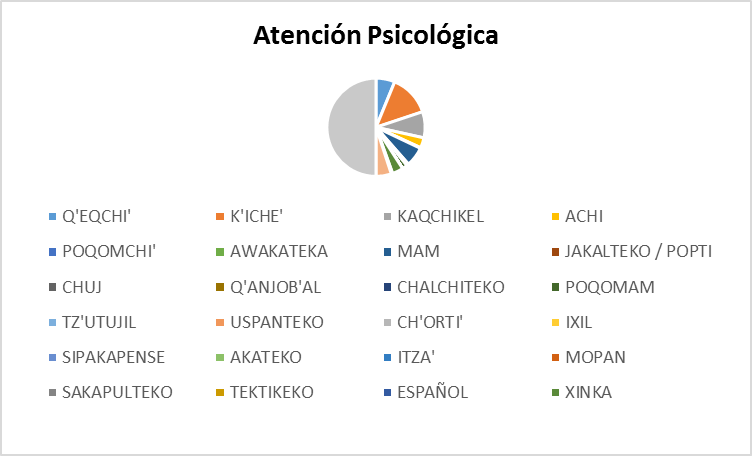 Atención Psicológica
Q'EQCHI' K'ICHE' KAQCHIKEL ACHI
POQOMCHI' AWAKATEKA MAM JAKALTEKO / POPTI
CHUJ Q'ANJOB'AL CHALCHITEKO POQOMAM
TZ'UTUJIL USPANTEKO CH'ORTI' IXIL
SIPAKAPENSE AKATEKO ITZA' MOPAN
SAKAPULTEKO TEKTIKEKO ESPAÑOL XINKA